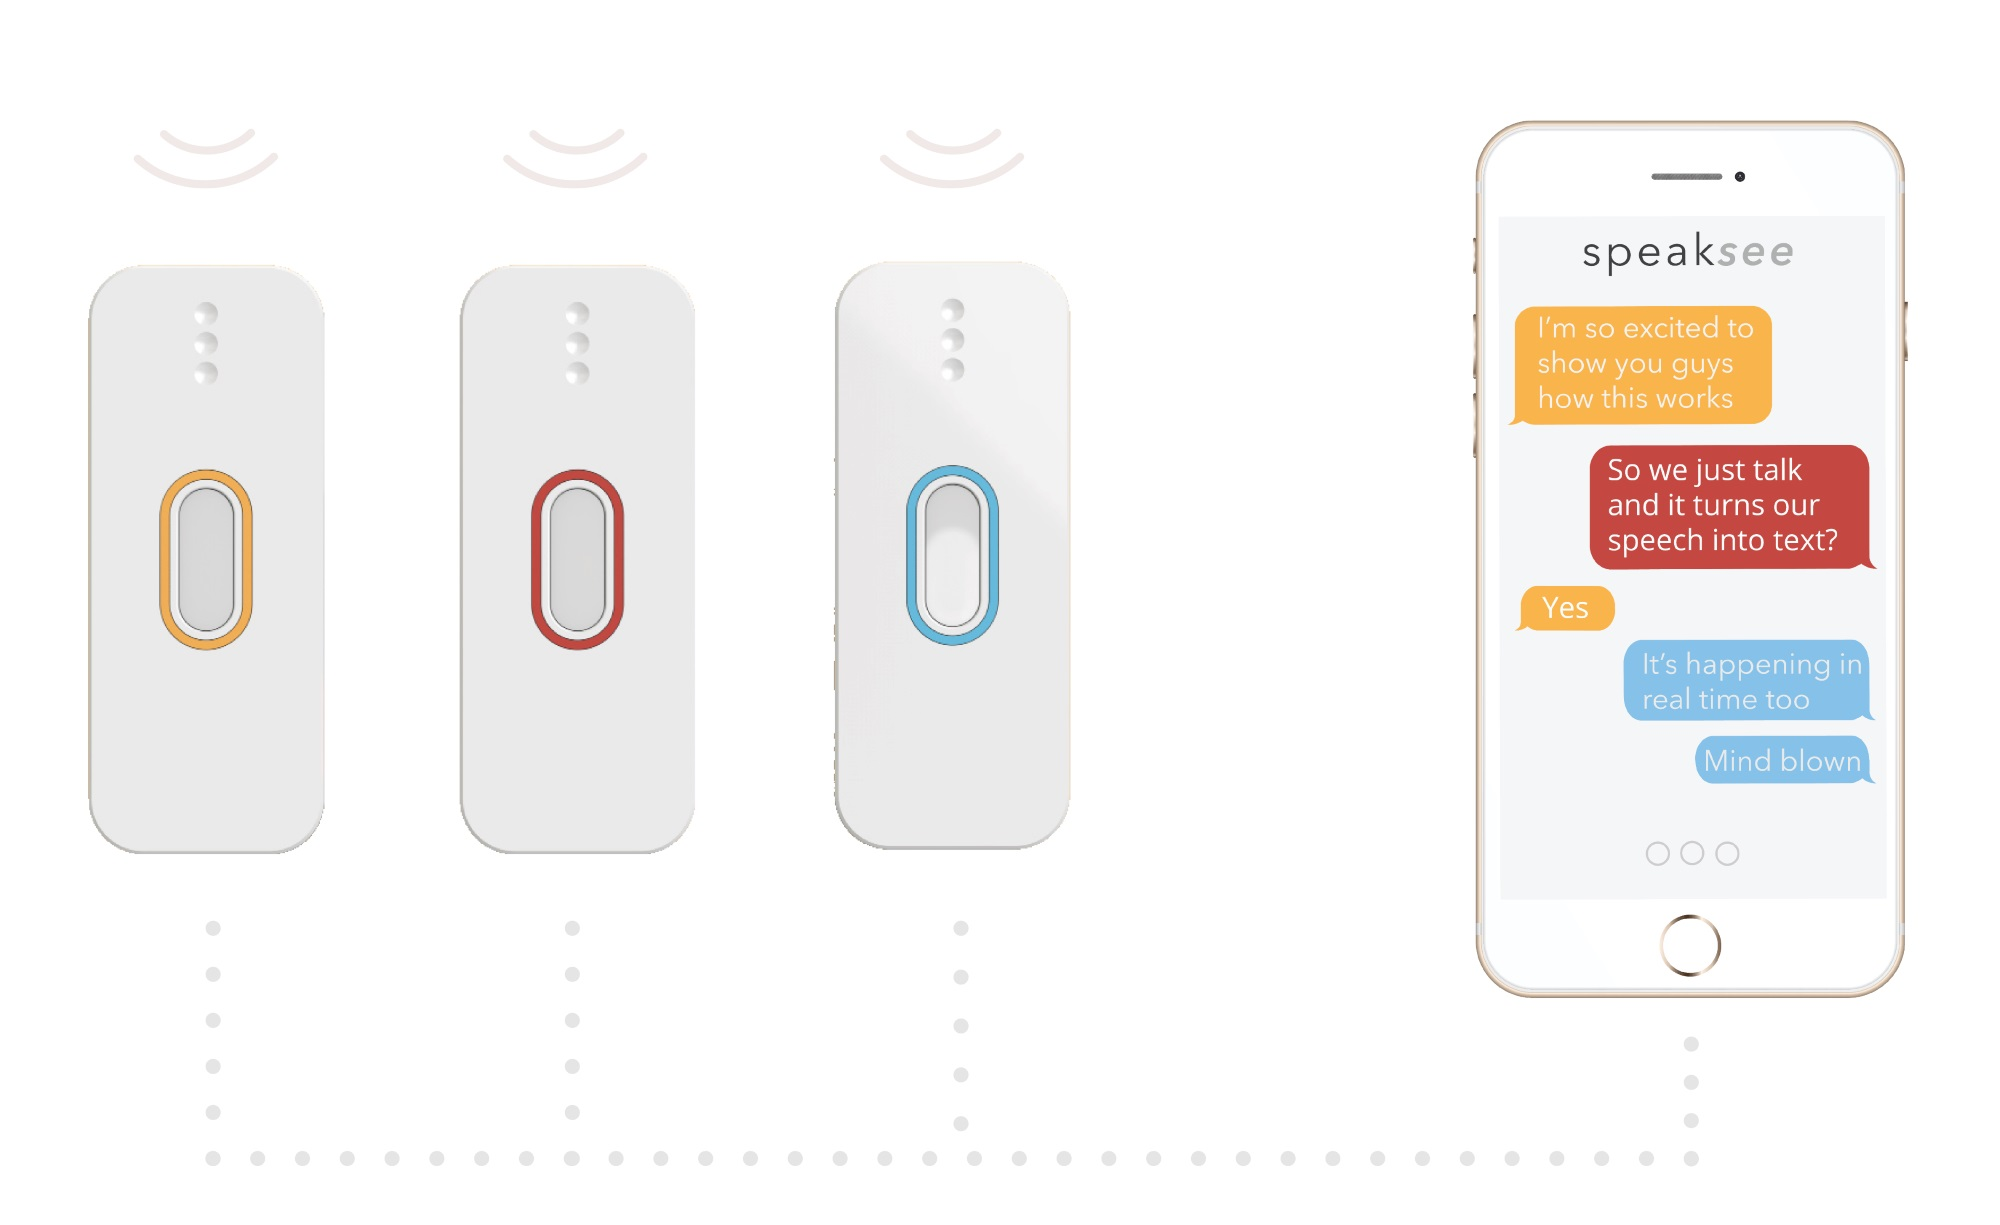 speaksee
I'm so excited to
show you guys
how this works
So we just talk
and it turns our
speech into text?
Yes
It's happening in
real time too
Mind blown